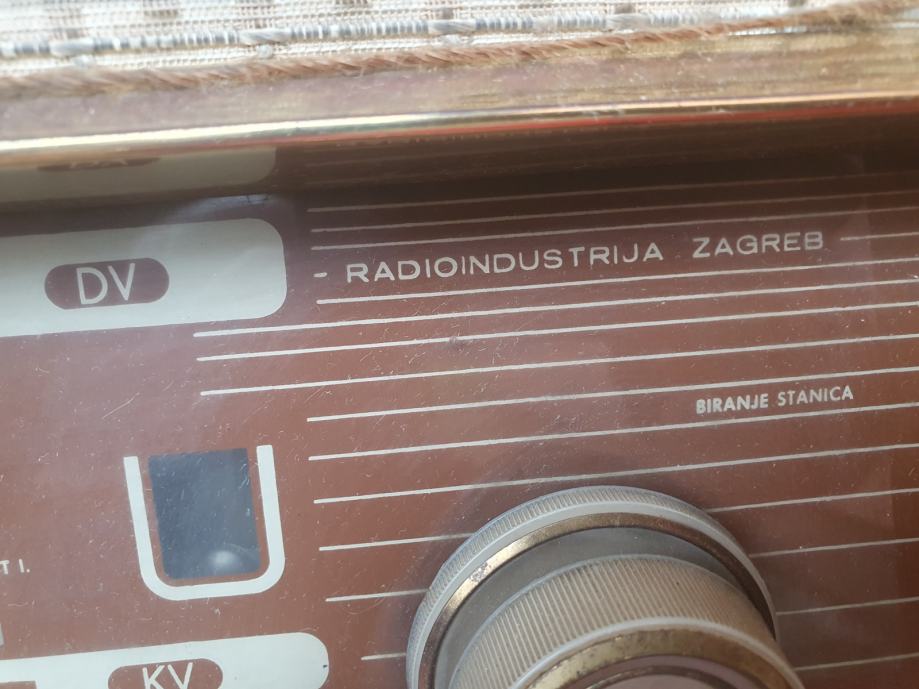 DV
RADIOINDUSTRIJA ZAGREB
BIRANJE STANICA
T I.
KV